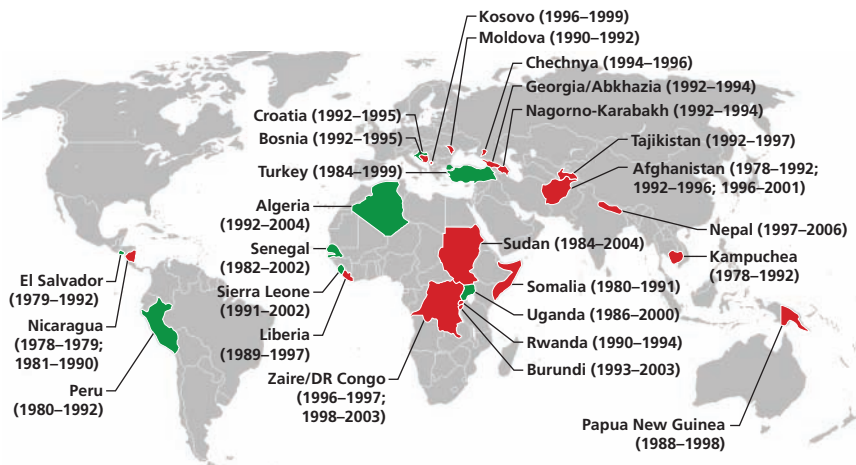 Kosovo (1996–1999)
Moldova (1990–1992)
Chechnya (1994–1996)
Georgia/Abkhazia (1992–1994)
Nagorno-Karabakh (1992–1994)
Croatia (1992–1995)
Bosnia (1992–1995)
Turkey (1984–1999)
Tajikistan (1992–1997)
Afghanistan (1978–1992;
1992–1996; 1996–2001)
Algeria
(1992–2004)
Nepal (1997–2006)
Senegal
(1982–2002)
Sudan (1984–2004)
Kampuchea
(1978–1992)
El Salvador
(1979–1992)
Sierra Leone
(1991–2002)
Somalia (1980–1991)
Uganda (1986–2000)
Nicaragua
(1978–1979;
1981–1990)
Liberia
(1989–1997)
Rwanda (1990–1994)
Burundi (1993–2003)
Zaire/DR Congo
(1996–1997;
1998–2003)
Peru
(1980–1992)
Papua New Guinea
(1988–1998)